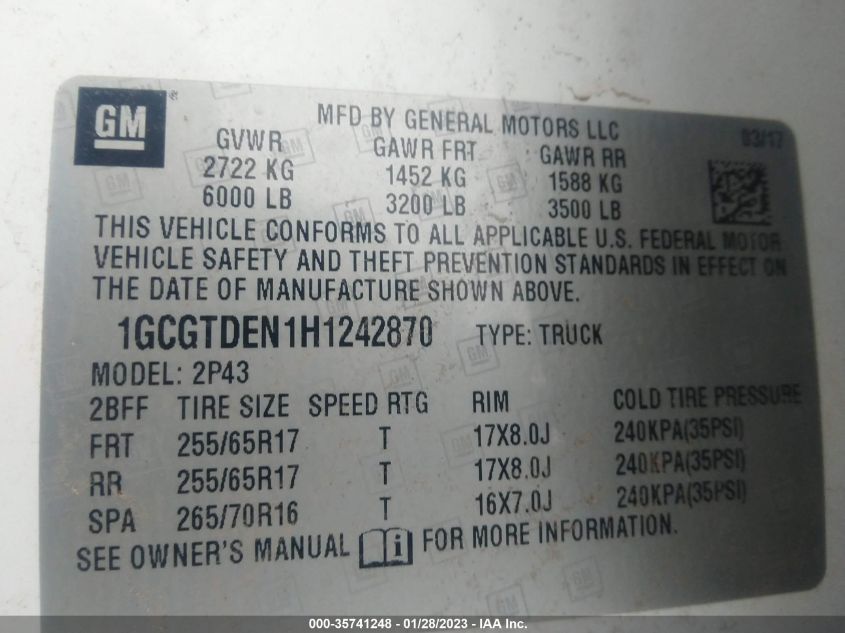 GM ®
MFD BY GENERAL MOTORS LLC
03/17
GVWR GAWR FRT GAWR RR
2722 KG 1452 KG 1588 KG
6000 LB 3200 LB 3500 LB
THIS VEHICLE CONFORMS TO ALL APPLICABLE U.S. FEDERAL MOTOR
VEHICLE SAFETY AND THEFT PREVENTION STANDARDS IN EFFECT ON
THE DATE OF MANUFACTURE SHOWN ABOVE.
1GCGTDEN1H1242870 TYPE: TRUCK
MODEL: 2P43
2BFF TIRE SIZE SPEED RTG RIM COLD TIRE PRESSURE
FRT 255/65R17 T 17X8.0J 240KPA(35PSI)
RR 255/65R17 T 17X8.0J 240KPA(35PSI)
SPA 265/70R16 T 16X7.0J 240KPA(35PSI)
SEE OWNER'S MANUAL i FOR MORE INFORMATION.
000-35741248 - 01/28/2023 - IAA Inc.